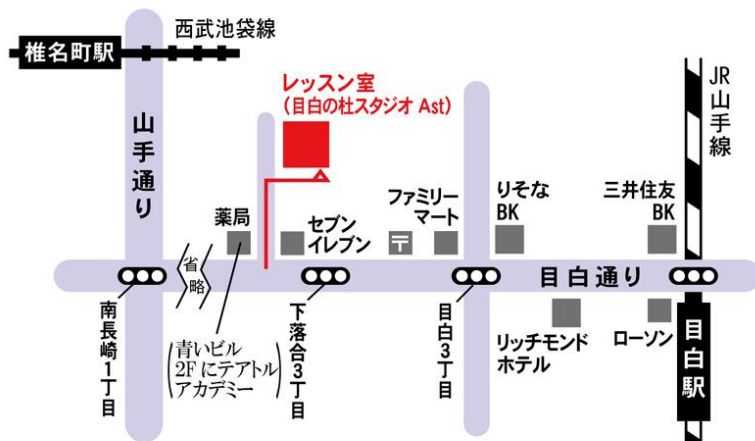 西武池袋線
椎名町駅
JR山手線
レッスン室
(目白の杜スタジオ Ast)
山手通り
薬局
セブン
イレブン
〒
ファミリー
マート
りそな
BK
三井住友
BK
省略
目白通り
南長崎1丁目
(青いビル
2Fにテアトル
アカデミー)
下落合3丁目
目白3丁目
リッチモンド
ホテル
ローソン
目白駅